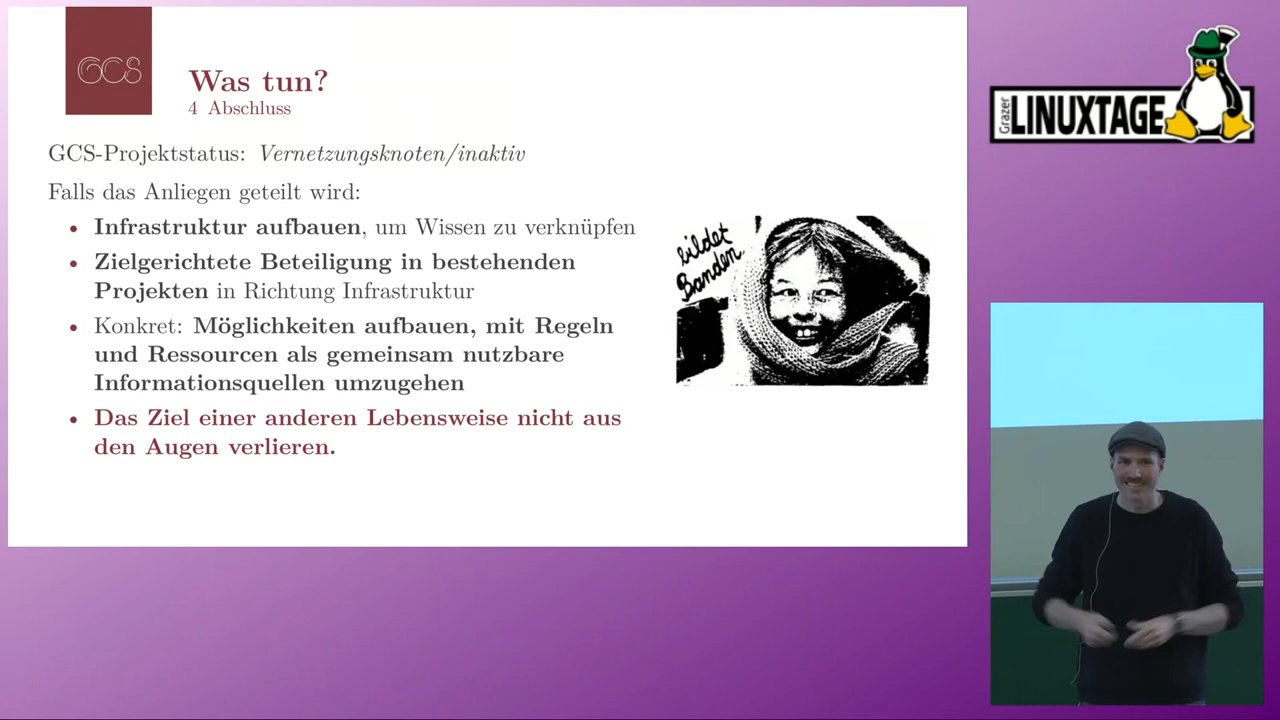 GCS
Was tun?
4 Abschluss
GCS-Projektstatus: Vernetzungsknoten/inaktiv
Falls das Anliegen geteilt wird:
• Infrastruktur aufbauen, um Wissen zu verknüpfen
• Zielgerichtete Beteiligung in bestehenden
Projekten in Richtung Infrastruktur
• Konkret: Möglichkeiten aufbauen, mit Regeln
und Ressourcen als gemeinsam nutzbare
Informationsquellen umzugehen
• Das Ziel einer anderen Lebensweise nicht aus
den Augen verlieren.
bildet
Banden
Grazer
LINUXTAGE